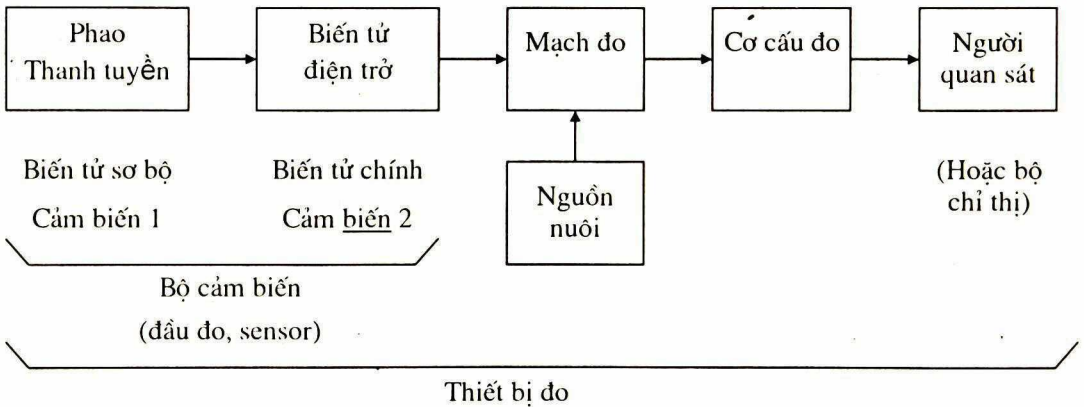 Phao
Thanh tuyền
Biến tử
điện trở
Mạch đo
Cơ cấu đo
Người
quan sát
Biến tử sơ bộ
Cảm biến 1
Biến tử chính
Cảm biến 2
Nguồn
nuôi
(Hoặc bộ
chỉ thị)
Bộ cảm biến
(đầu đo, sensor)
Thiết bị đo